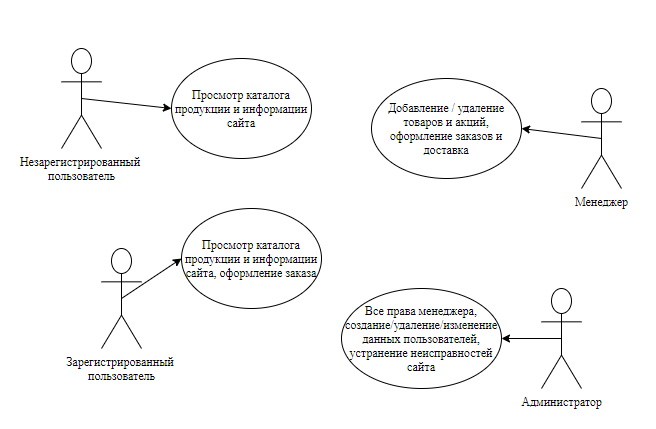 Просмотр каталога
продукции и информации
сайта
Незарегистрированный
пользователь
Добавление / удаление
товаров и акций,
оформление заказов и
доставка
Менеджер
Просмотр каталога
продукции и информации
сайта, оформление заказа
Зарегистрированный
пользователь
Все права менеджера,
создание/удаление/изменение
данных пользователей,
устранение неисправностей
сайта
Администратор